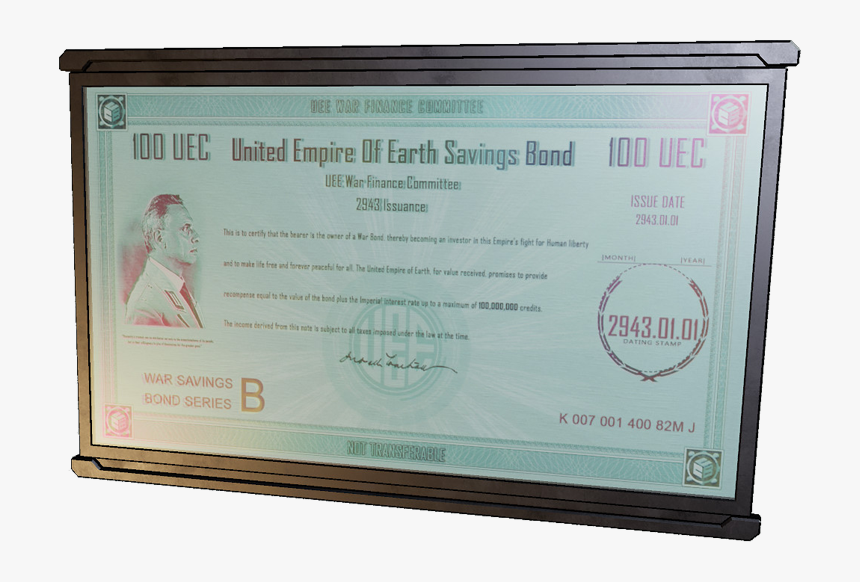 UEE WAR FINANCE COMMITTEE
100 UEC United Empire Of Earth Savings Bond 100 UEC
UEE War Finance Committee
2943 Issuance
ISSUE DATE
2943.01.01
This is to certify that the bearer is the owner of a War Bond, thereby becoming an investor in this Empire's fight for Human liberty
and to make life free and forever peaceful for all. The United Empire of Earth, for value received, promises to provide
recompense equal to the value of the bond plus the Imperial interest rate up to a maximum of 100,000,000 credits.
The income derived from this note is subject to all taxes imposed under the law at the time.
[MONTH] [YEAR]
2943.01.01
DATING STAMP
UEE
WAR SAVINGS
BOND SERIES B
K 007 001 400 82M J
NOT TRANSFERABLE